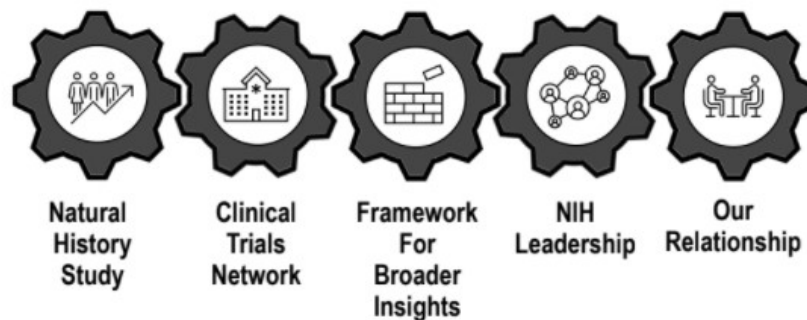 Natural
History
Study
Clinical
Trials
Network
Framework
For
Broader
Insights
NIH
Leadership
Our
Relationship